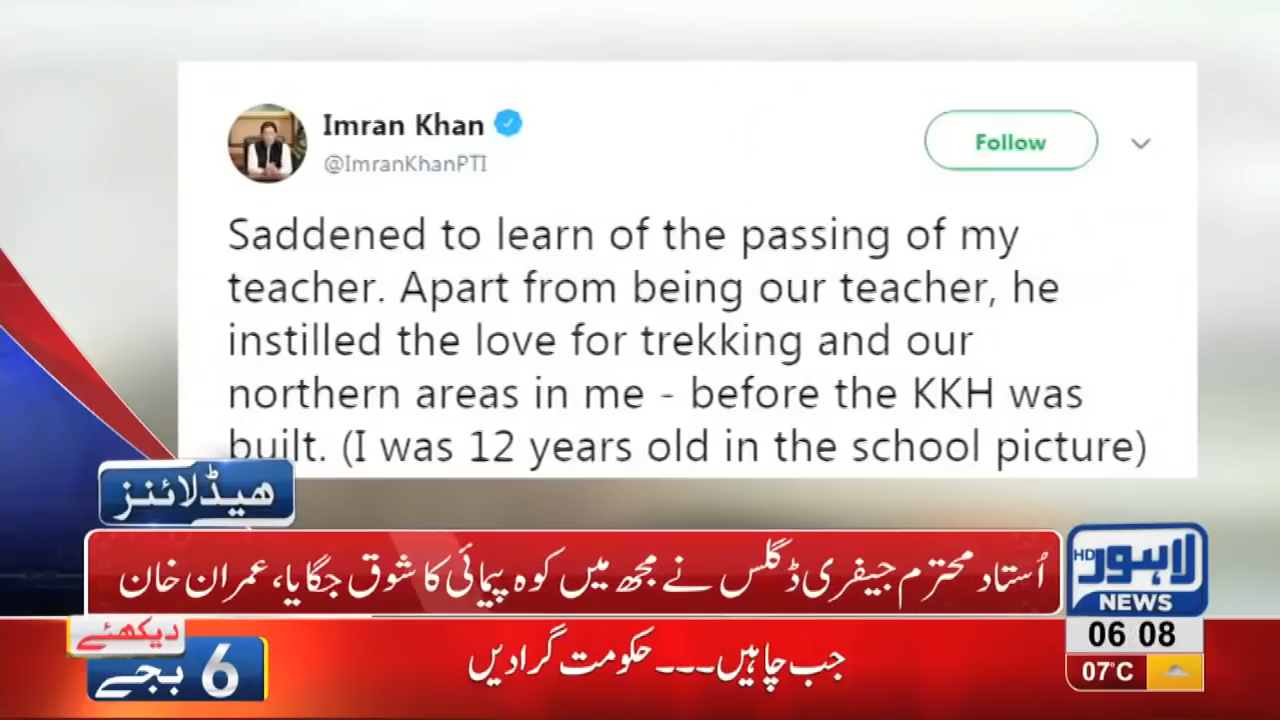 Imran Khan
@ImranKhanPTI
Follow
Saddened to learn of the passing of my
teacher. Apart from being our teacher, he
instilled the love for trekking and our
northern areas in me - before the KKH was
built. (I was 12 years old in the school picture)
ھیڈلائنز
اُستاد محترم جیفری ڈگلس نے مجھ میں کوہ پیمائی کا شوق جگایا، عمران خان
لاہور HD
NEWS
06 08
07°C
دیکھئے
6 بجے
جب چاہیں۔۔۔حکومت گرادیں